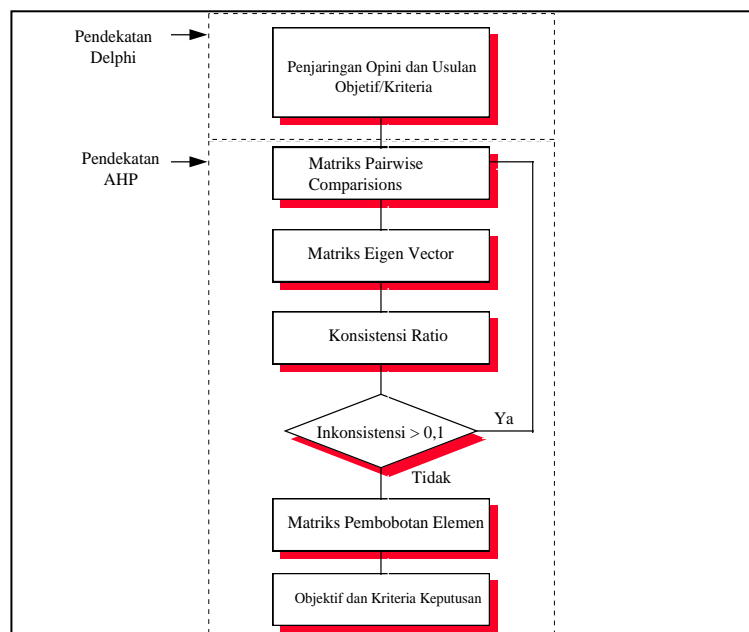 Pendekatan
Delphi
Penjaringan Opini dan Usulan
Objetif/Kriteria
Pendekatan
AHP
Matriks Pairwise
Comparisions
Matriks Eigen Vector
Konsistensi Ratio
Inkonsistensi > 0,1
Ya
Tidak
Matriks Pembobotan Elemen
Objektif dan Kriteria Keputusan